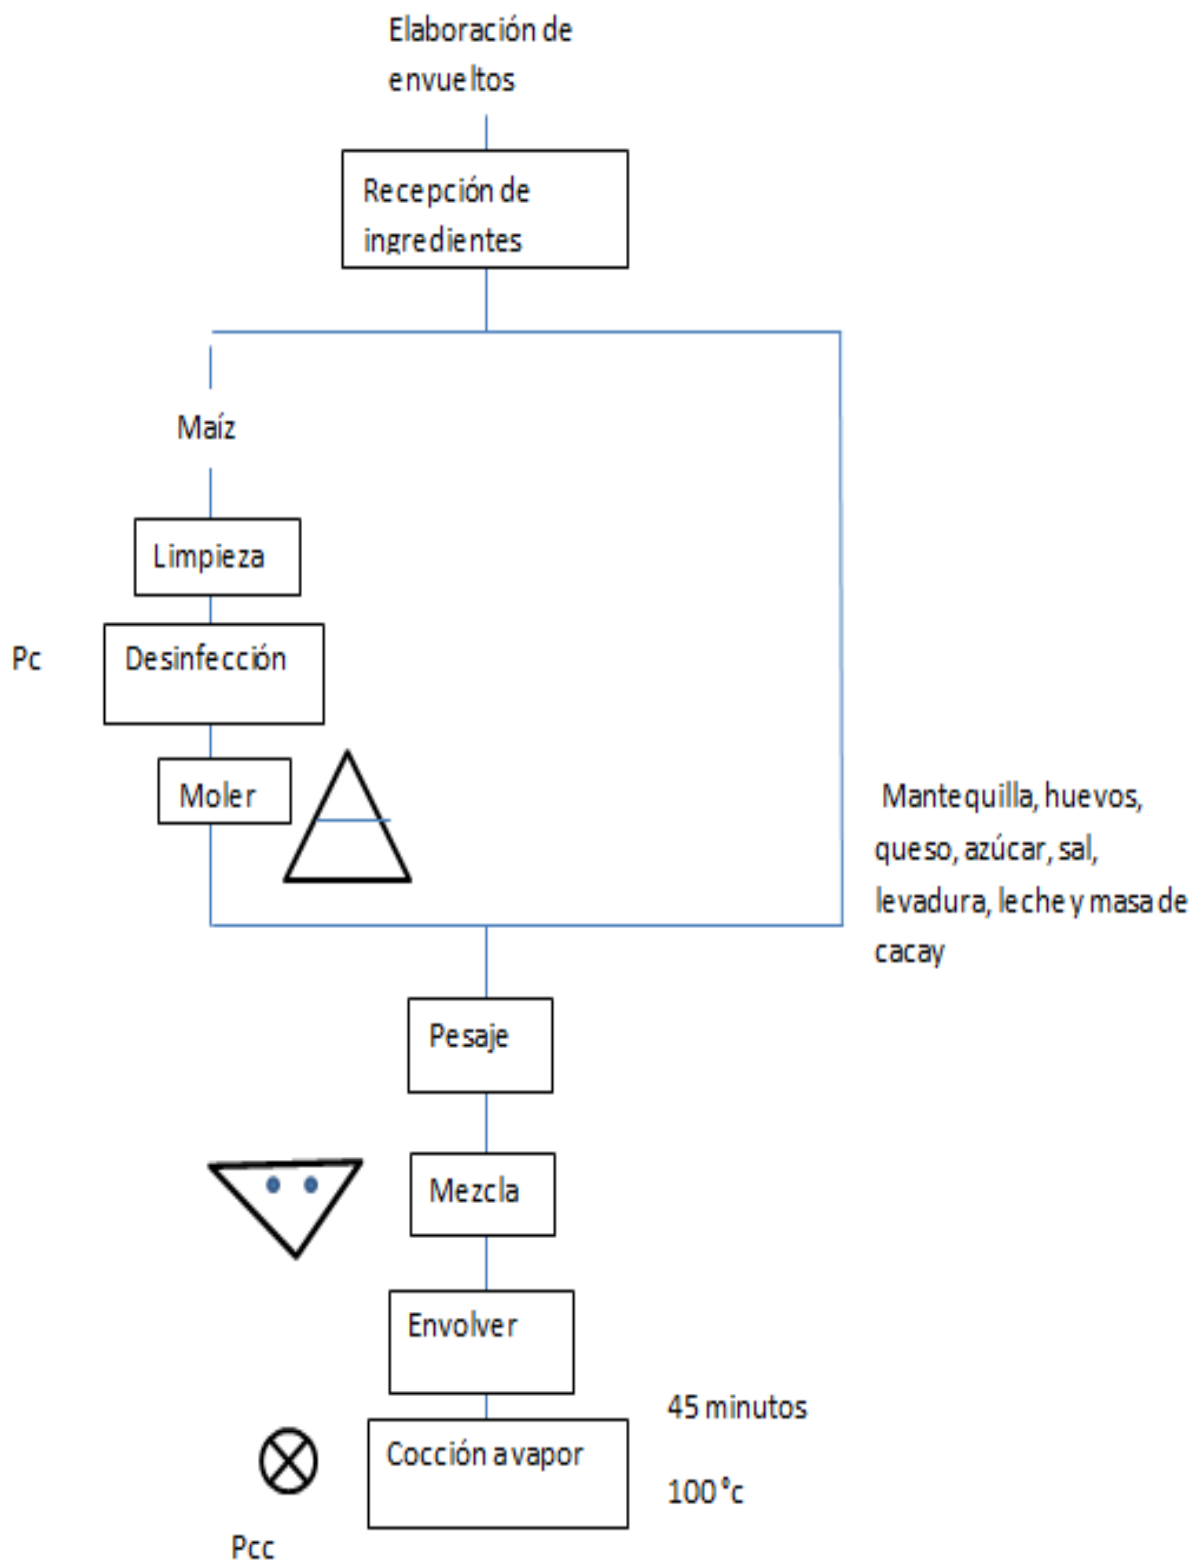 Elaboración de
envueltos
Recepción de
ingredientes
Maíz
Limpieza
Pc
Desinfección
Moler
Mantequilla, huevos,
queso, azúcar, sal,
levadura, leche y masa de
cacay
Pesaje
Mezcla
Envolver
45 minutos
Cocción a vapor
100 °c
Pcc